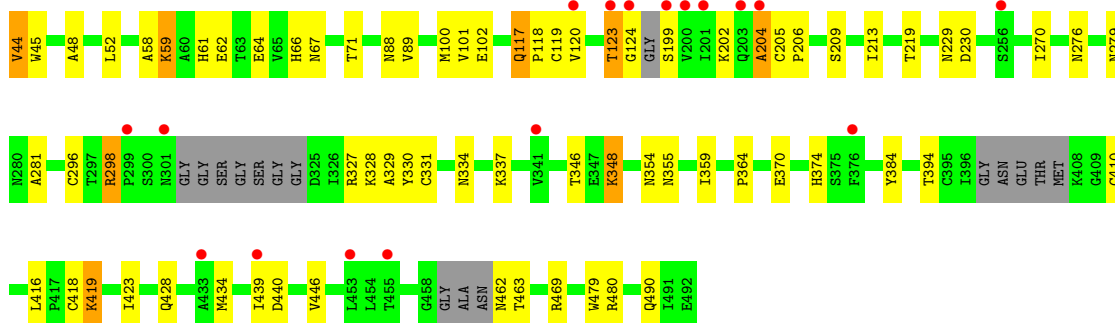 V44 W45 A48 L52 A58 K59 A60 H61 E62 T63 E64 V65 H66 N67 T71 N88 V89 M100 V101 E102 Q117 P118 C119 V120 T123 G124 GLY S199 V200 I201 K202 Q203 A204 C205 P206 S209 I213 T219 N229 D230 S256 I270 N276
N280 A281 C296 T297 R298 P299 S300 N301 GLY GLY SER GLY SER GLY GLY D325 I326 R327 K328 A329 Y330 C331 N334 K337 V341 T346 E347 K348 N354 N355 I359 P364 E370 H374 S375 F376 Y384 T394 C395 I396 GLY ASN GLU THR MET K408 G409
L416 P417 C418 K419 I423 Q428 A433 M434 I439 D440 V446 L453 L454 T455 G458 GLY ALA ASN N462 T463 R469 W479 R480 Q490 I491 E492